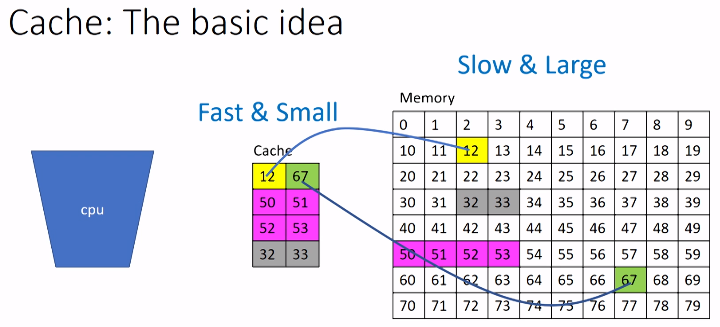 Cache: The basic idea
Slow & Large
Fast & Small
Memory
0 1 2 3 4 5 6 7 8 9
Cache
10 11 12 13 14 15 16 17 18 19
12 67
20 21 22 23 24 25 26 27 28 29
50 51
30 31 32 33 34 35 36 37 38 39
cpu
52 53
40 41 42 43 44 45 46 47 48 49
32 33
50 51 52 53 54 55 56 57 58 59
60 61 62 63 64 65 66 67 68 69
70 71 72 73 74 75 76 77 78 79